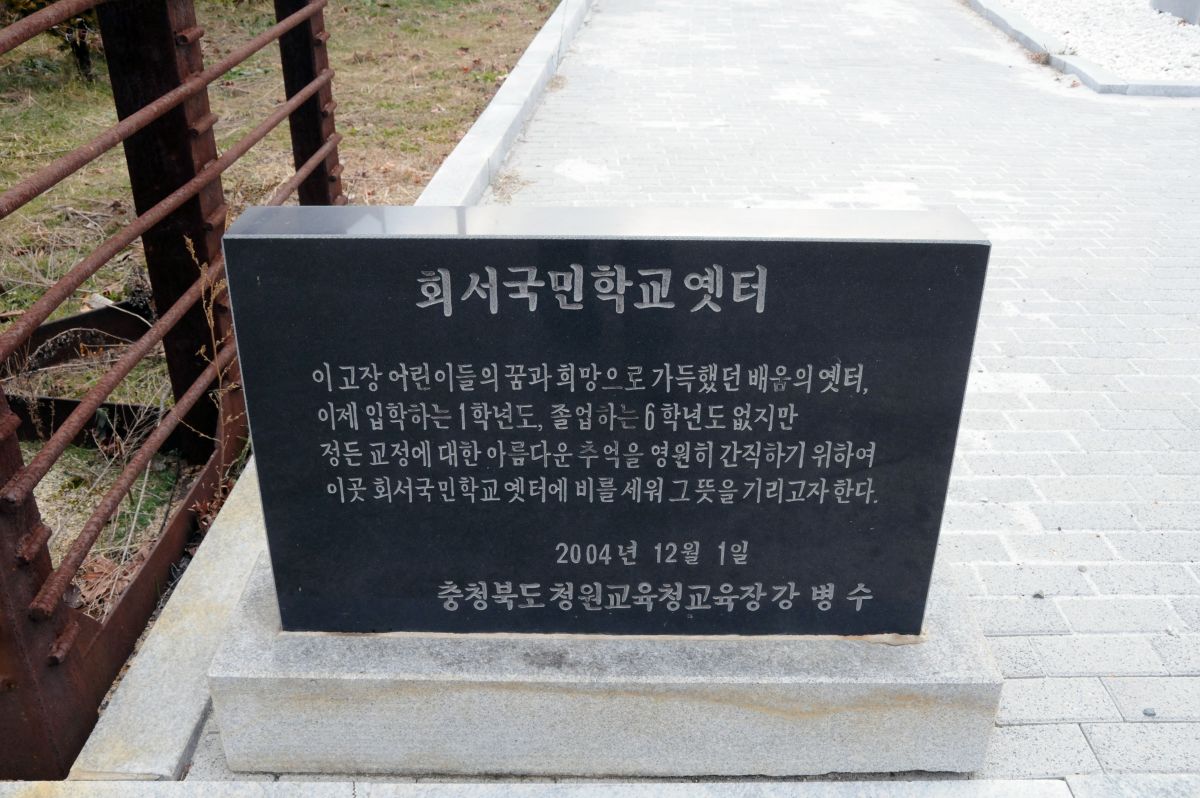 회서국민학교 옛터
이 고장 어린이들의 꿈과 희망으로 가득했던 배움의 옛터,
이제 입학하는 1학년도, 졸업하는 6학년도 없지만
정든 교정에 대한 아름다운 추억을 영원히 간직하기 위하여
이곳 회서국민학교 옛터에 비를 세워 그 뜻을 기리고자 한다.
2004년 12월 1일
충청북도청원교육청교육장 강 병 수